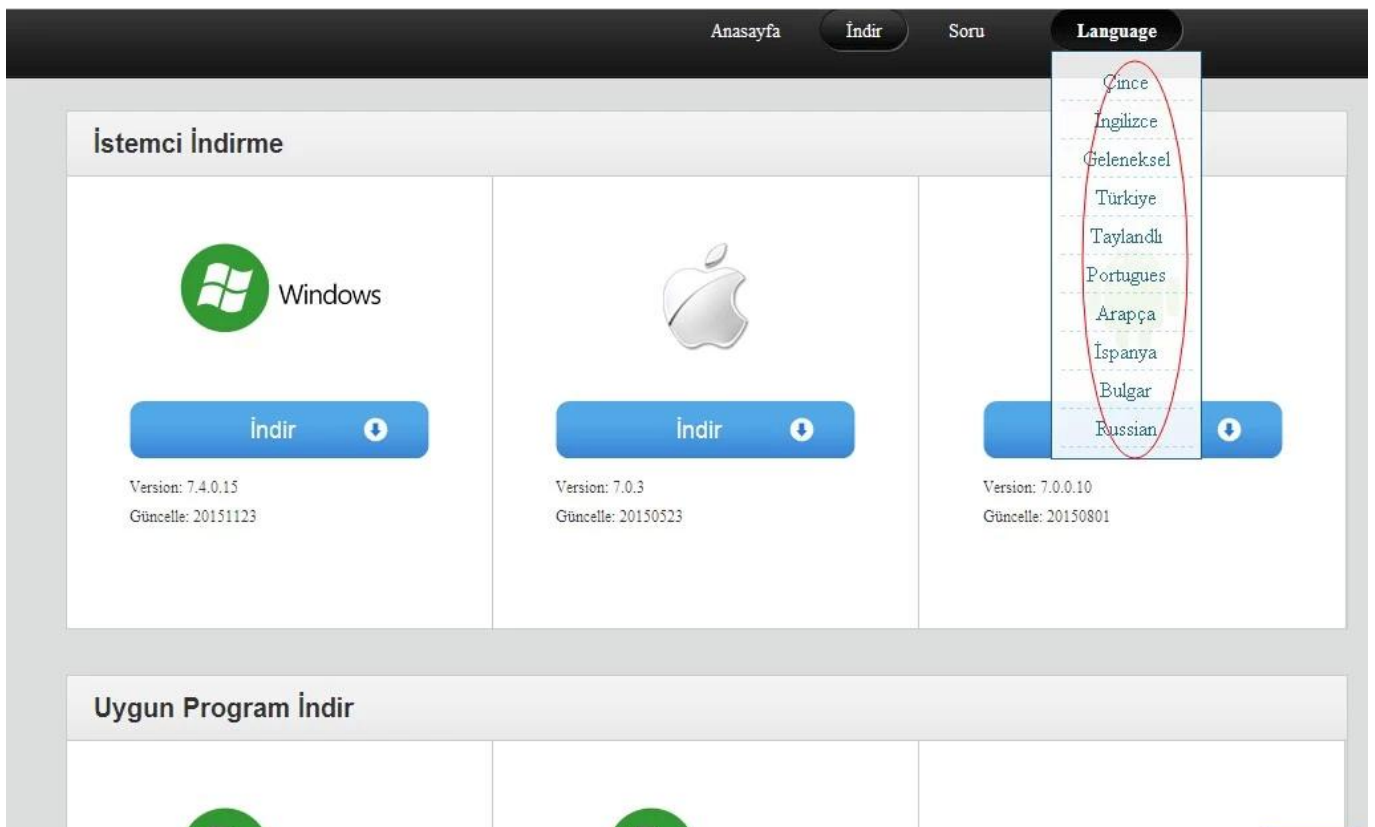 Anasayfa İndir Soru Language
Çince
İngilizce
Geleneksel
Türkiye
Taylandlı
Portugues
Arapça
İspanya
Bulgar
Russian
İstemci İndirme
Windows
İndir
Version: 7.4.0.15
Güncelle: 20151123
İndir
Version: 7.0.3
Güncelle: 20150523
Version: 7.0.0.10
Güncelle: 20150801
Uygun Program İndir